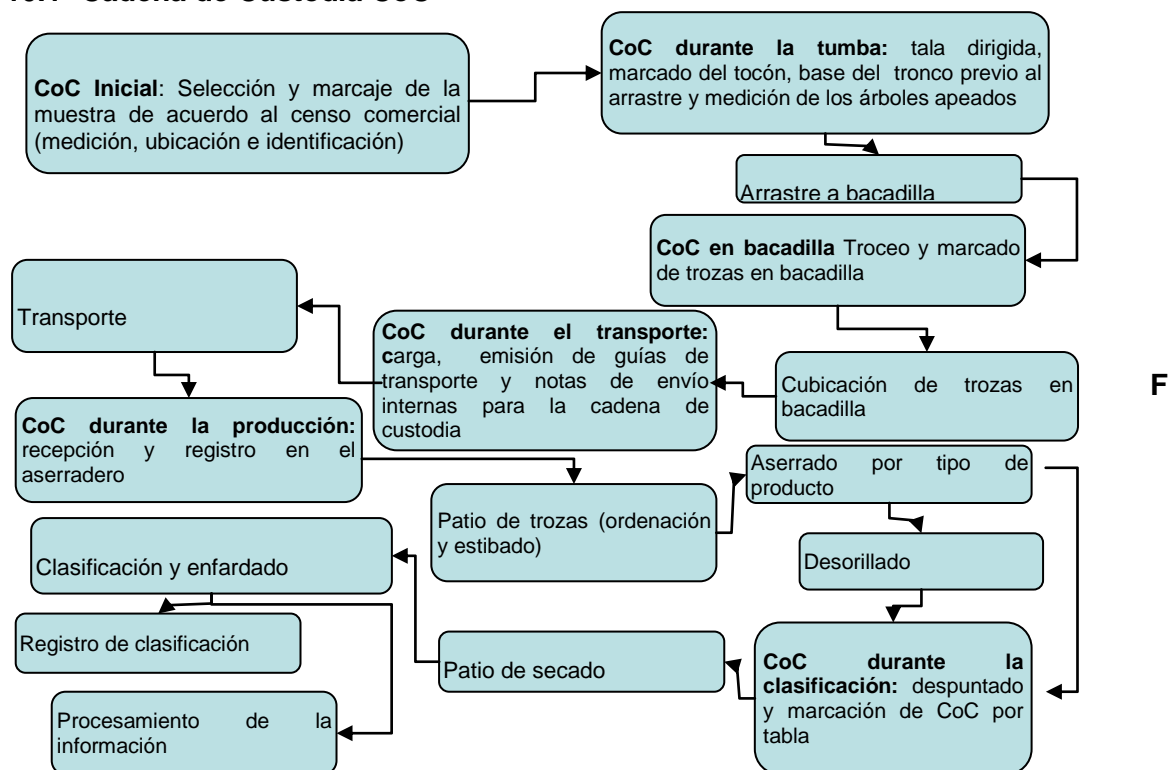 CoC Inicial: Selección y marcaje de la
muestra de acuerdo al censo comercial
(medición, ubicación e identificación)
CoC durante la tumba: tala dirigida,
marcado del tocón, base del tronco previo al
arrastre y medición de los árboles apeados
Arrastre a bacadilla
CoC en bacadilla Troceo y marcado
de trozas en bacadilla
Cubicación de trozas en
bacadilla
CoC durante el transporte:
carga, emisión de guías de
transporte y notas de envío
internas para la cadena de
custodia
Transporte
CoC durante la producción:
recepción y registro en el
aserradero
Patio de trozas (ordenación
y estibado)
Aserrado por tipo de
producto
Desorillado
CoC durante la
clasificación: despuntado
y marcación de CoC por
tabla
Patio de secado
Clasificación y enfardado
Registro de clasificación
Procesamiento de la
información
F